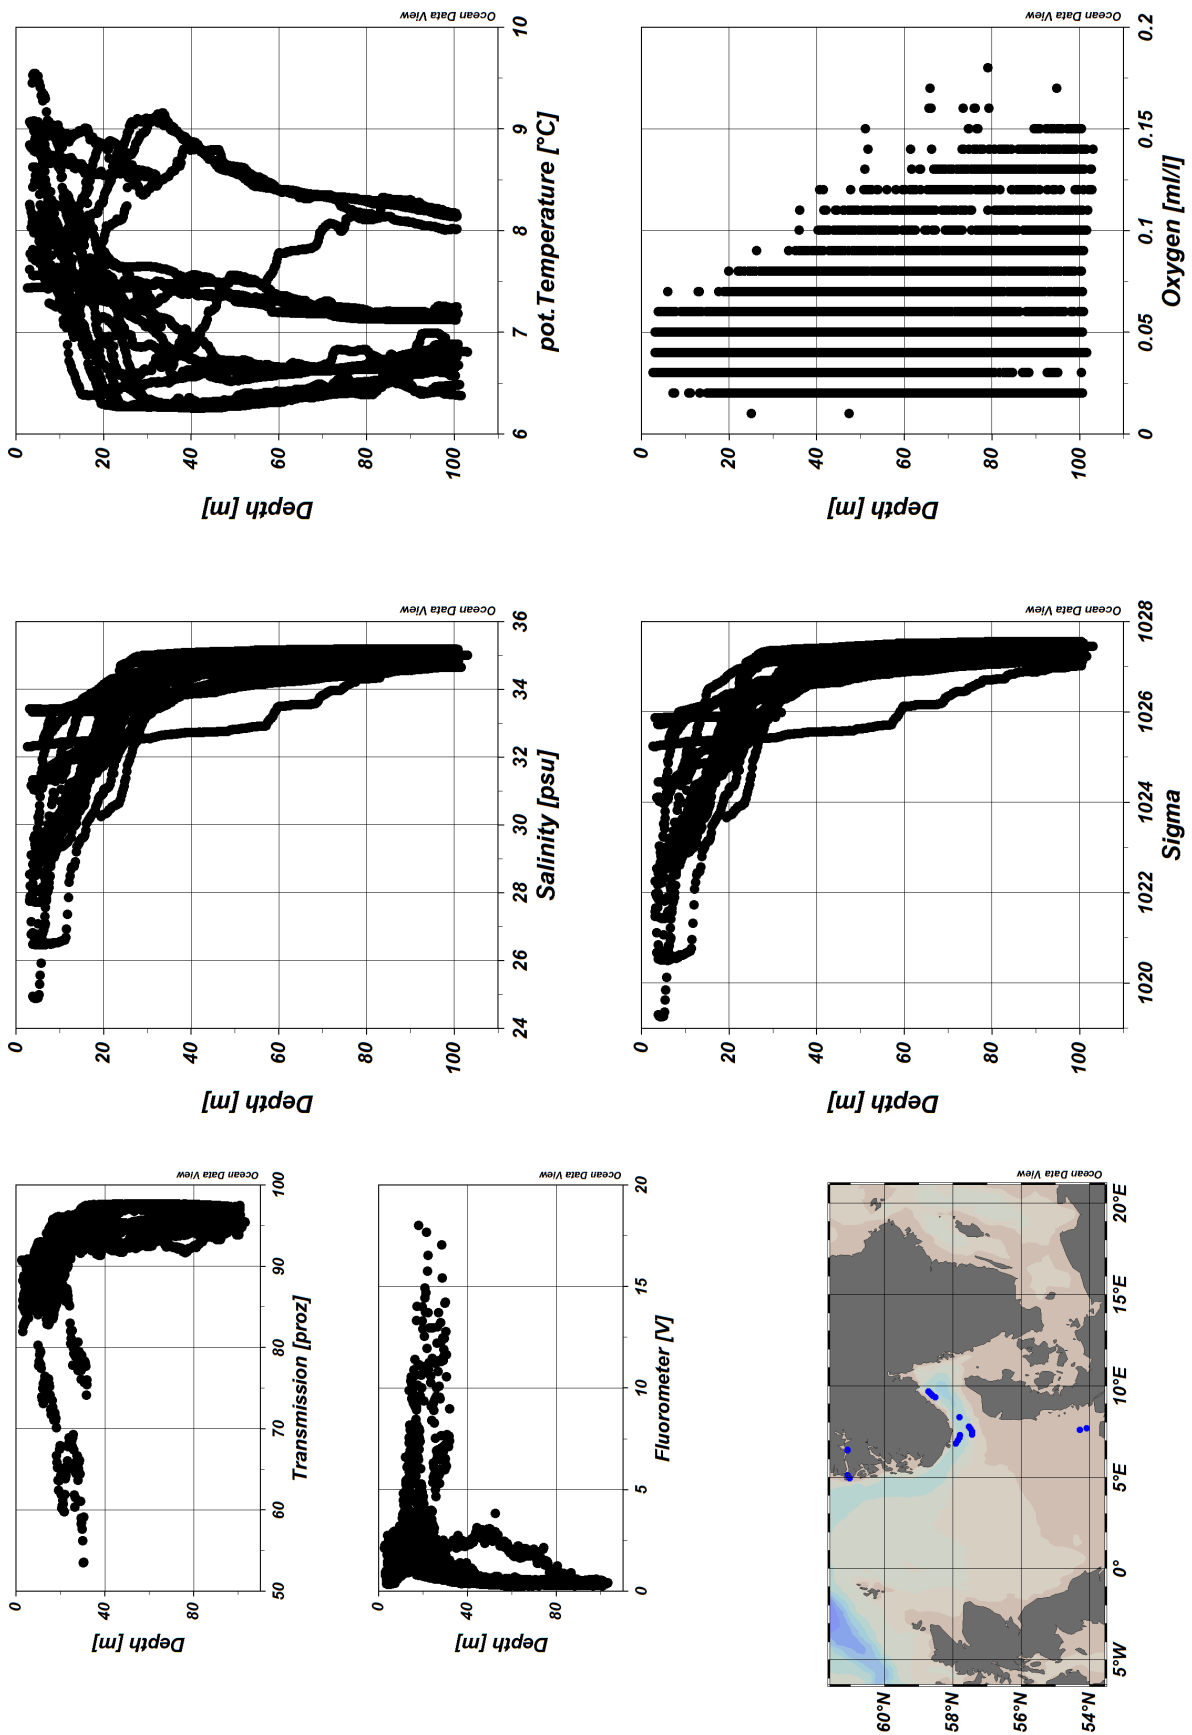 Ocean Data View
6
7
8
9
10
0
20
40
60
80
100
Depth [m]
pot.Temperature [°C]
Ocean Data View
0
0.05
0.1
0.15
0.2
0
20
40
60
80
100
Depth [m]
Oxygen [ml/l]
Ocean Data View
24
26
28
30
32
34
36
0
20
40
60
80
100
Depth [m]
Salinity [psu]
Ocean Data View
1020
1022
1024
1026
1028
0
20
40
60
80
100
Depth [m]
Sigma
Ocean Data View
50
60
70
80
90
100
0
40
80
Depth [m]
Transmission [proz]
Ocean Data View
0
5
10
15
20
0
40
80
Depth [m]
Fluorometer [V]
Ocean Data View
5°W
0°
5°E
10°E
15°E
20°E
60°N
58°N
56°N
54°N